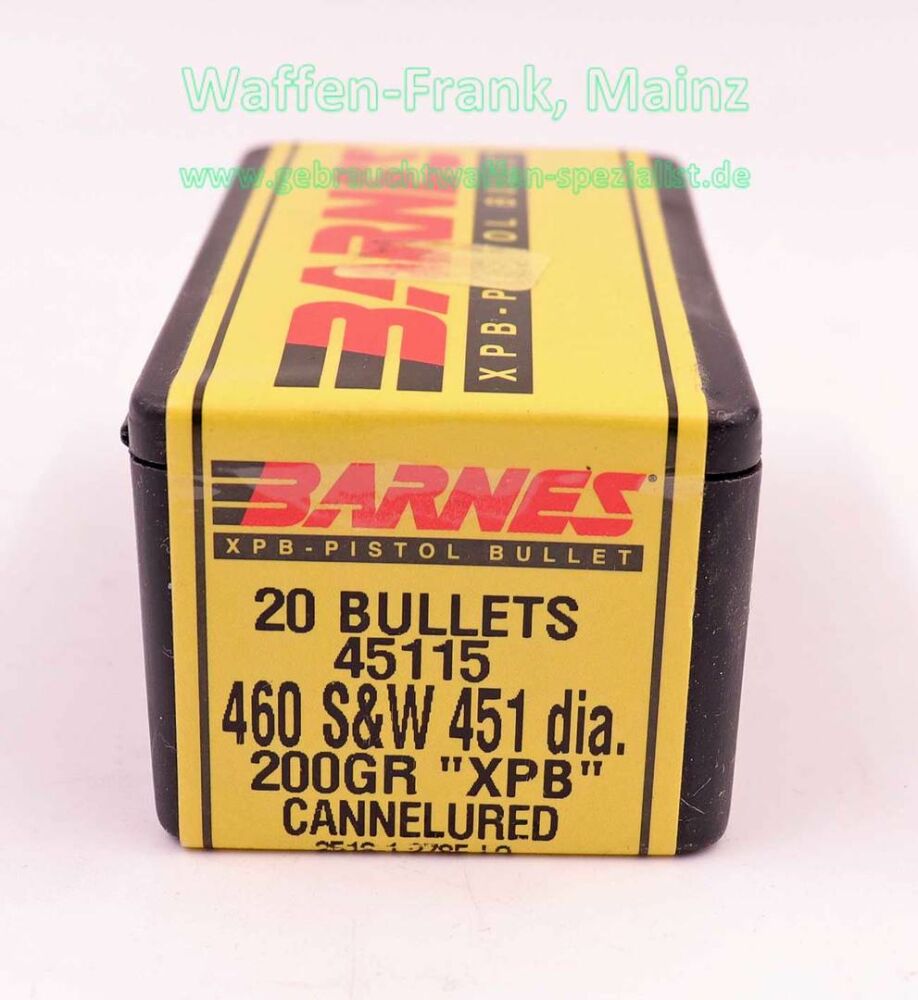 Waffen-Frank, Mainz
www.gebrauchtwaffen-spezialist.de
BARNES
XPB-PISTOL
BARNES®
XPB-PISTOL BULLET
20 BULLETS
45115
460 S&W 451 dia.
200GR "XPB"
CANNELURED